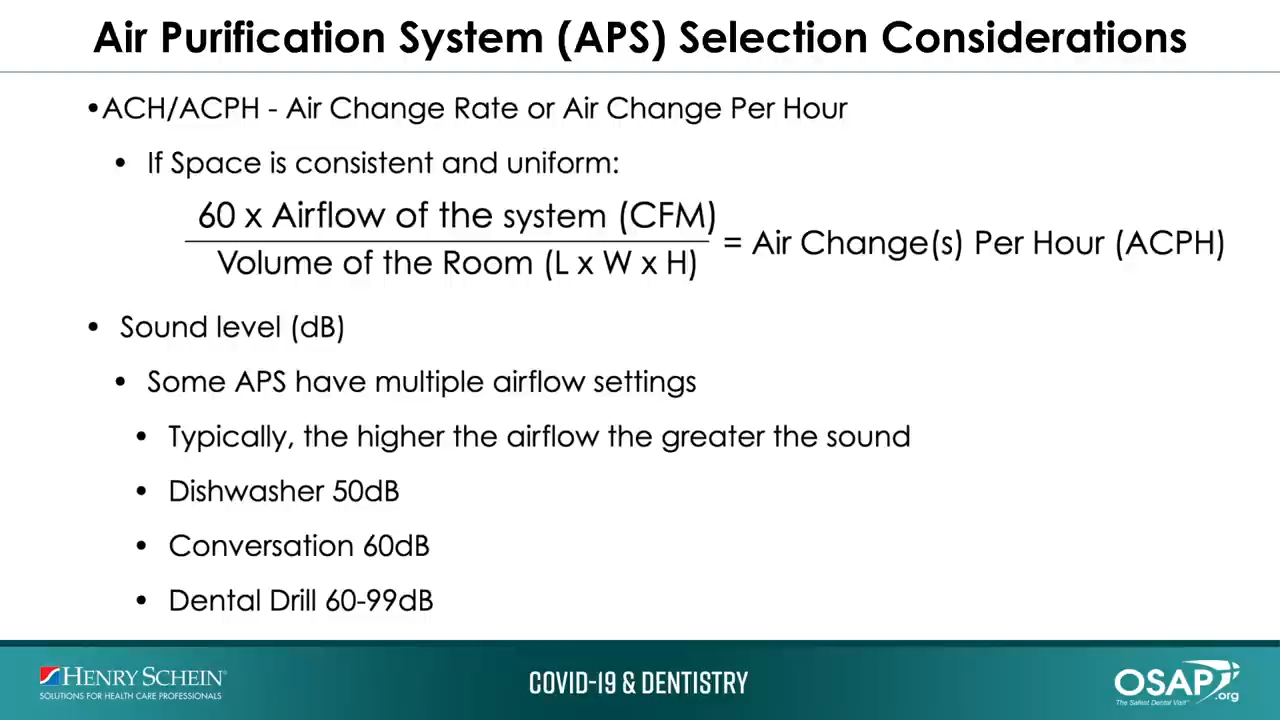 Air Purification System (APS) Selection Considerations
•ACH/ACPH - Air Change Rate or Air Change Per Hour
• If Space is consistent and uniform:
60 x Airflow of the system (CFM)
Volume of the Room (L x W x H)
= Air Change(s) Per Hour (ACPH)
• Sound level (dB)
• Some APS have multiple airflow settings
• Typically, the higher the airflow the greater the sound
• Dishwasher 50dB
• Conversation 60dB
• Dental Drill 60-99dB
HENRY SCHEIN®
SOLUTIONS FOR HEALTH CARE PROFESSIONALS
COVID-19 & DENTISTRY
OSAP.org
The Safest Dental Visit™